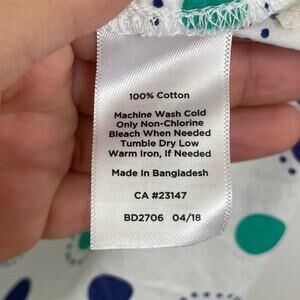 100% Cotton
Machine Wash Cold
Only Non-Chlorine
Bleach When Needed
Tumble Dry Low
Warm Iron, If Needed
Made In Bangladesh
CA #23147
BD2706 04/18